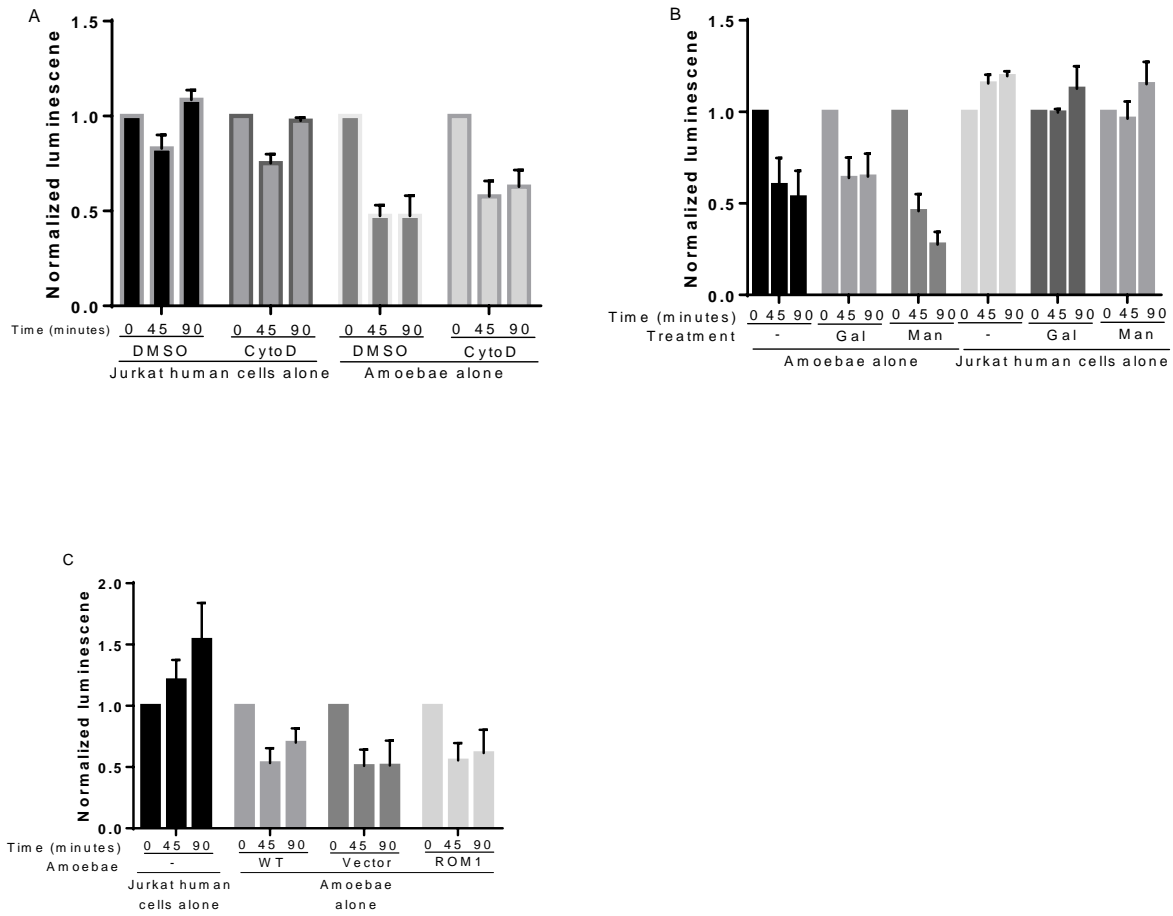 A
Normalized luminescene
1.5
1.0
0.5
0.0
Time (minutes) 0 45 90 0 45 90 0 45 90 0 45 90
DMSO CytoD DMSO CytoD
Jurkat human cells alone Amoebae alone
B
Normalized luminescene
1.5
1.0
0.5
0.0
Time (minutes) 0 45 90 0 45 90 0 45 90 0 45 90 0 45 90 0 45 90
Treatment - Gal Man - Gal Man
Amoebae alone Jurkat human cells alone
C
Normalized luminescene
2.0
1.5
1.0
0.5
0.0
Time (minutes) 0 45 90 0 45 90 0 45 90 0 45 90
Amoebae - WT Vector ROM1
Jurkat human Amoebae
cells alone alone